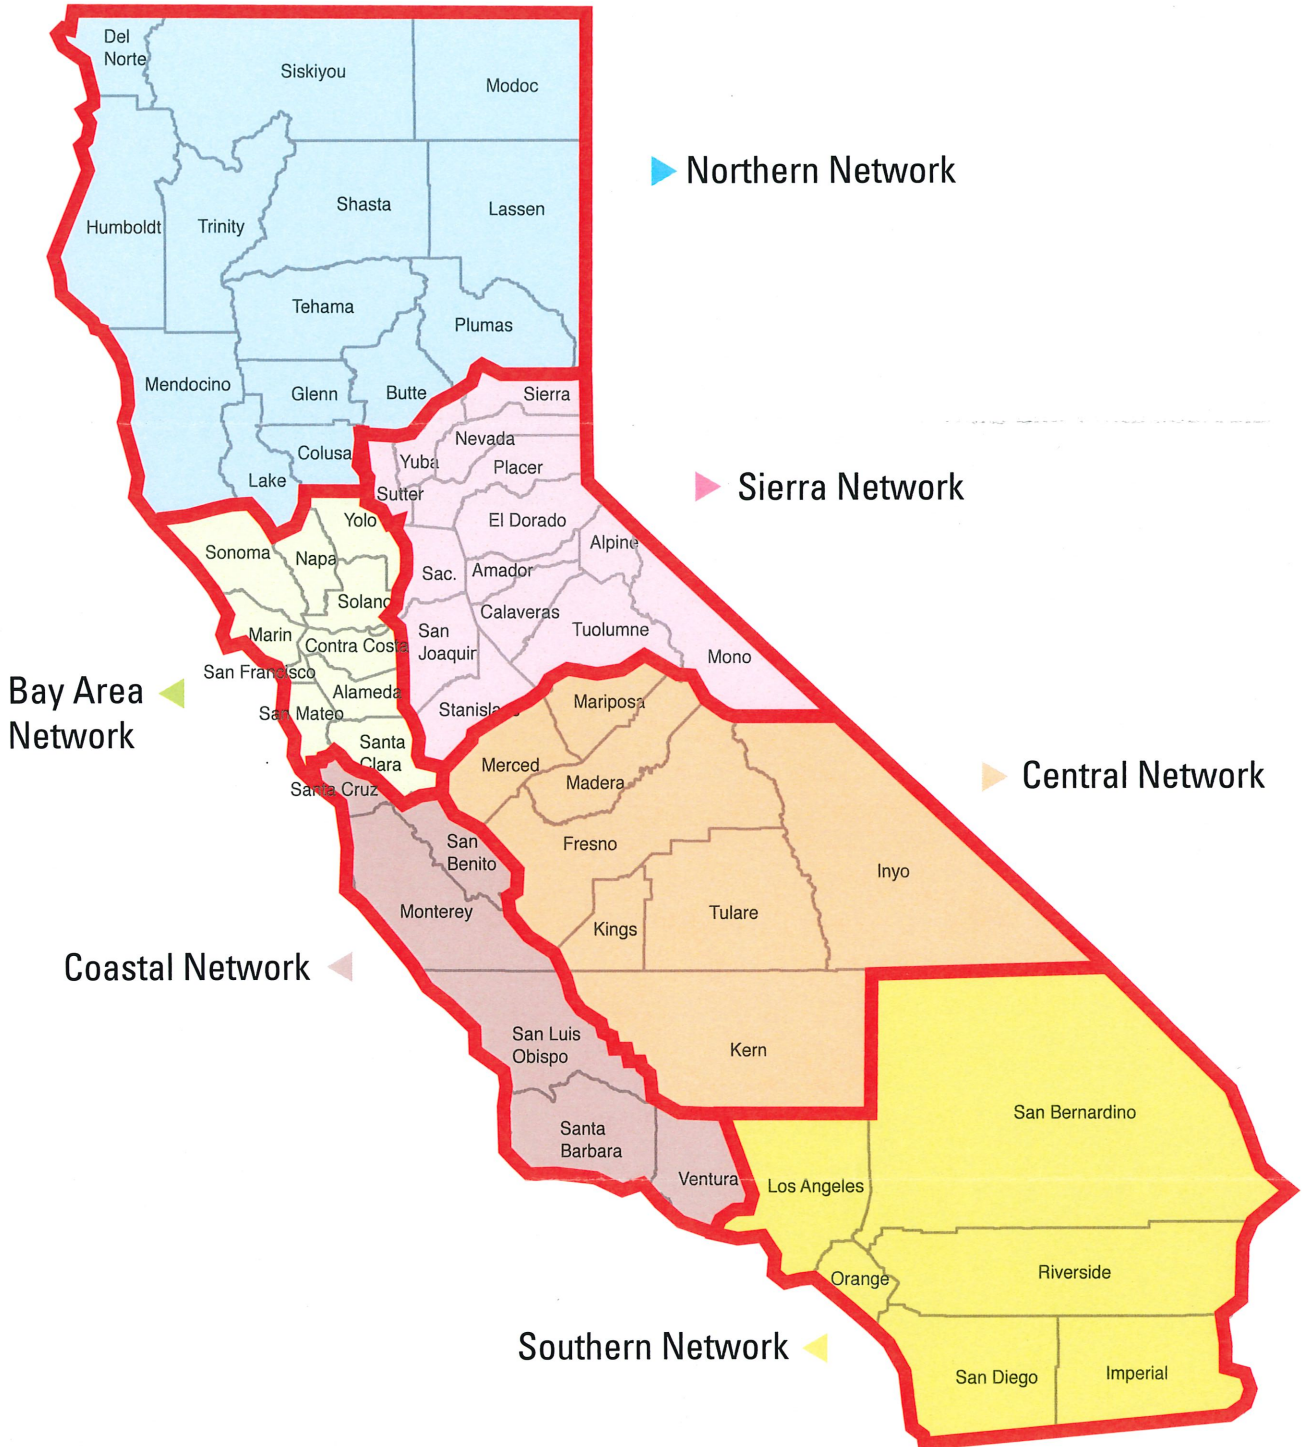 Del
Norte
Siskiyou
Modoc
Northern Network
Humboldt
Trinity
Shasta
Lassen
Tehama
Plumas
Mendocino
Glenn
Butte
Sierra
Nevada
Colusa
Yuba
Placer
Lake
Sutter
Sierra Network
Yolo
El Dorado
Sonoma
Napa
Alpine
Sac.
Amador
Solano
Calaveras
Marin
Contra Costa
San
Joaquin
Tuolumne
Mono
San Francisco
Bay Area
Network
Alameda
San Mateo
Stanislaus
Mariposa
Santa
Clara
Merced
Madera
Central Network
Santa Cruz
San
Benito
Fresno
Inyo
Monterey
Kings
Tulare
Coastal Network
San Luis
Obispo
Kern
San Bernardino
Santa
Barbara
Ventura
Los Angeles
Orange
Riverside
Southern Network
San Diego
Imperial